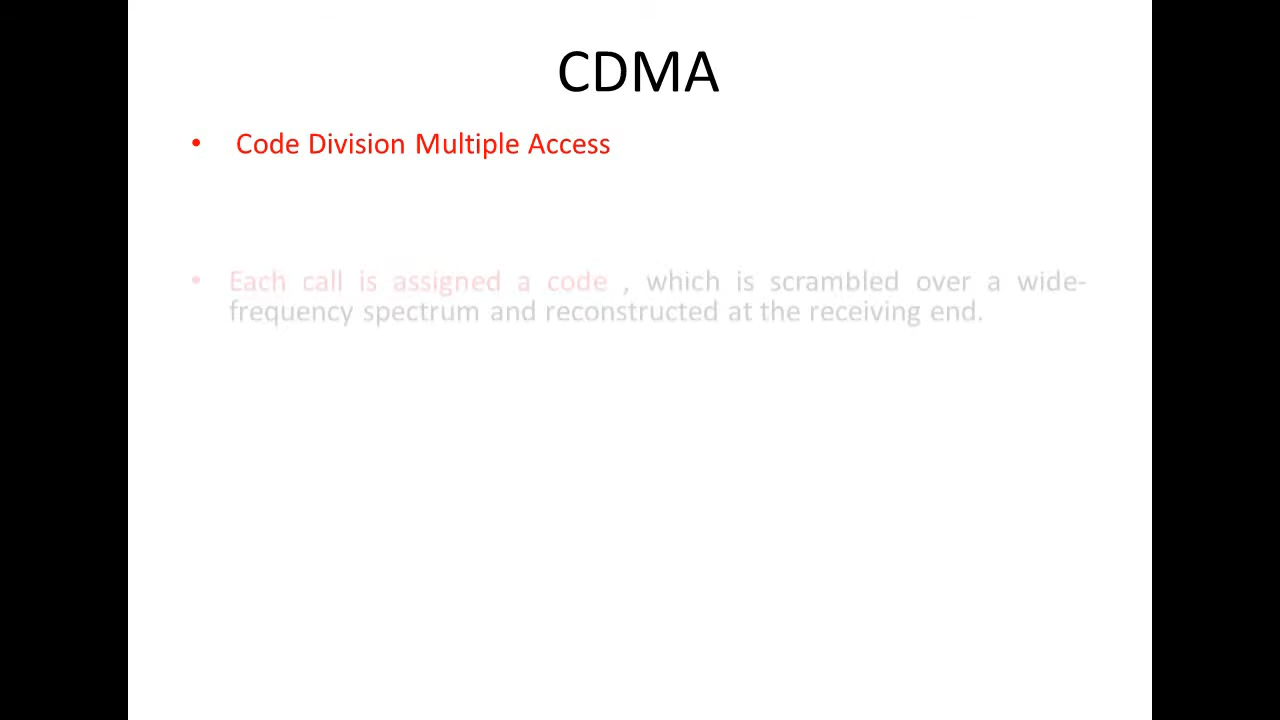 CDMA
• Code Division Multiple Access
• Each call is assigned a code , which is scrambled over a wide-
frequency spectrum and reconstructed at the receiving end.